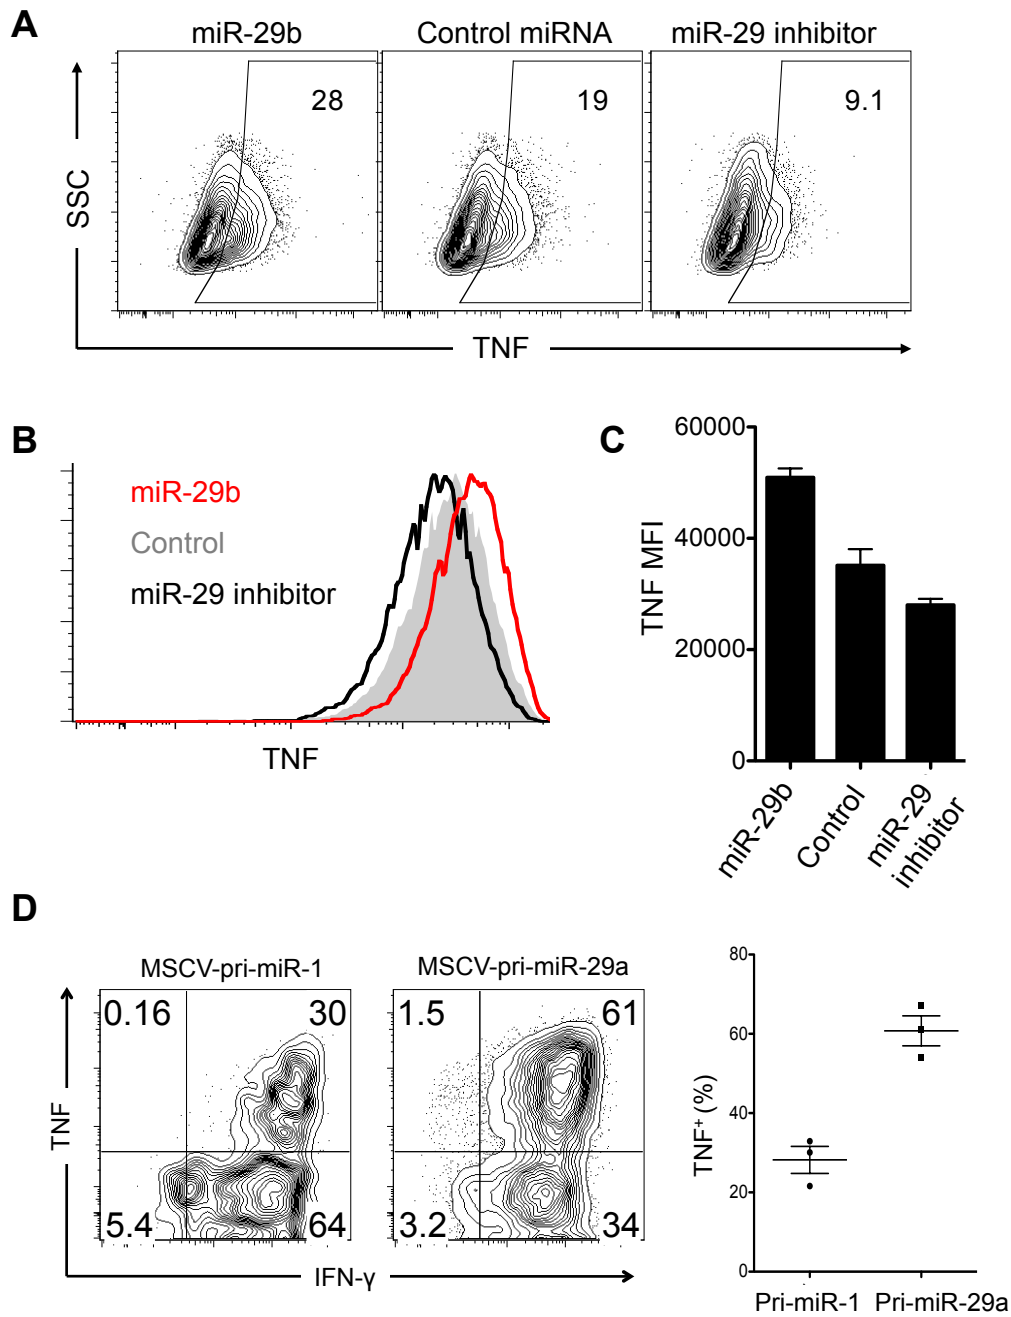 A
miR-29b
Control miRNA
miR-29 inhibitor
28
19
9.1
SSC
TNF
B
miR-29b
Control
miR-29 inhibitor
TNF
C
60000
40000
20000
0
TNF MFI
miR-29b
Control
miR-29
inhibitor
D
MSCV-pri-miR-1
MSCV-pri-miR-29a
0.16
30
5.4
64
1.5
61
3.2
34
TNF
IFN-γ
80
60
40
20
0
TNF⁺ (%)
Pri-miR-1
Pri-miR-29a